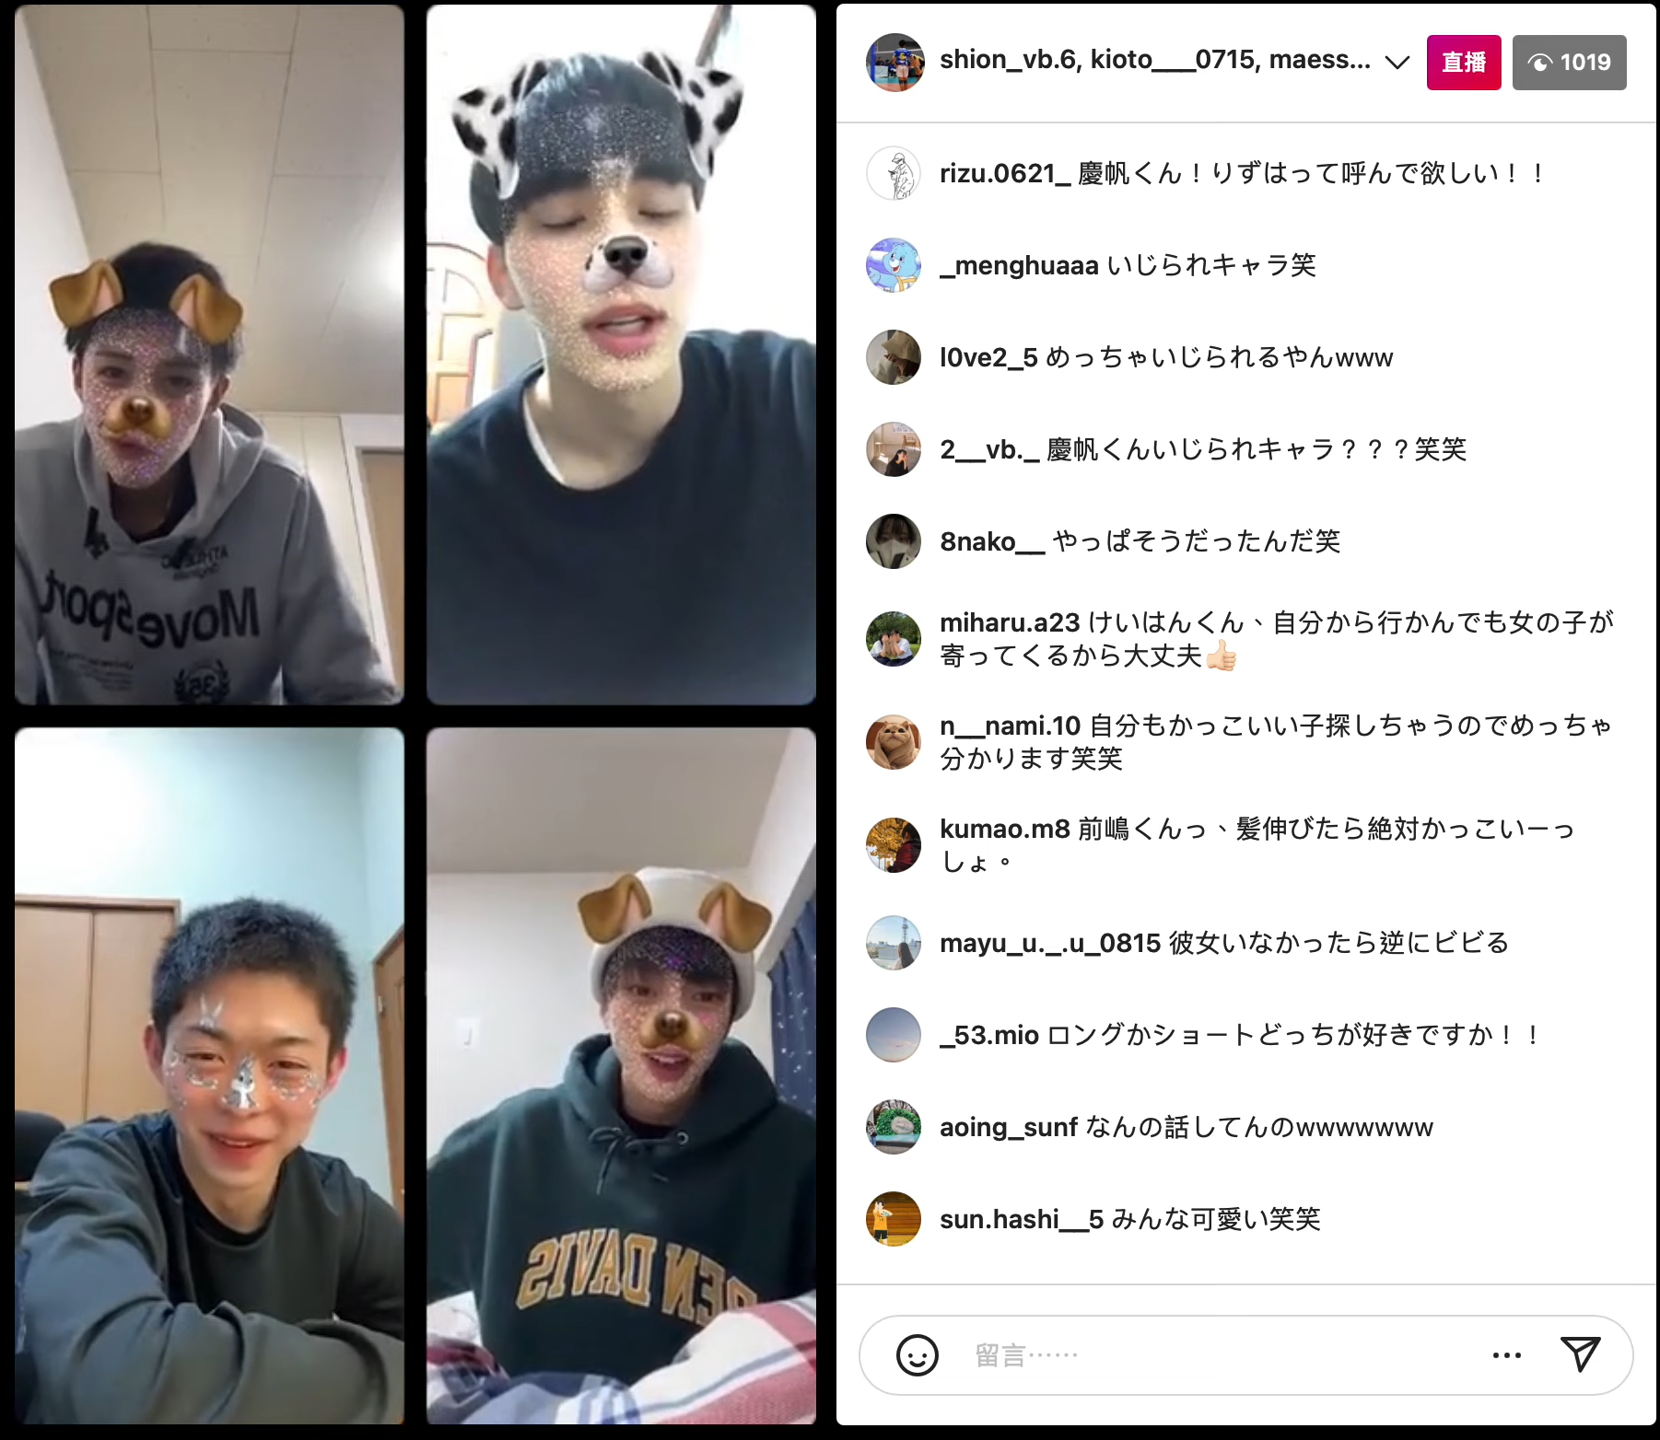 shion_vb.6, kioto___0715, maess...
直播
1019
rizu.0621_ 慶帆くん！りずはって呼んで欲しい！！
_menghuaaa いじられキャラ笑
l0ve2_5 めっちゃいじられるやんwww
2__vb._ 慶帆くんいじられキャラ？？？笑笑
8nako__ やっぱそうだったんだ笑
miharu.a23 けいはんくん、自分から行かんでも女の子が
寄ってくるから大丈夫👍🏻
n__nami.10 自分もかっこいい子探しちゃうのでめっちゃ
分かります笑笑
kumao.m8 前嶋くんっ、髪伸びたら絶対かっこいーっ
しょ。
mayu_u._.u_0815 彼女いなかったら逆にビビる
_53.mio ロングかショートどっちが好きですか！！
aoing_sunf なんの話してんのwwwwwww
sun.hashi__5 みんな可愛い笑笑
留言⋯⋯
MoveSport
35
BEN DAVIS